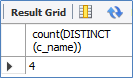 Result Grid
count(DISTINCT
(c_name))
4